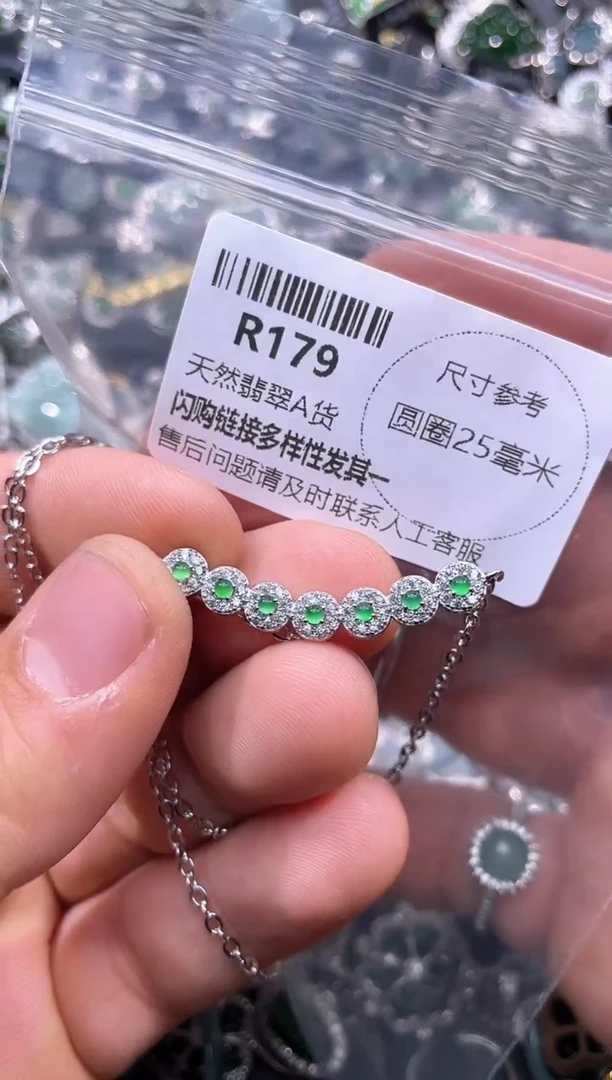 R179
天然翡翠A货
闪购链接多样性发其一
售后问题请及时联系人工客服
尺寸参考
圆圈25毫米